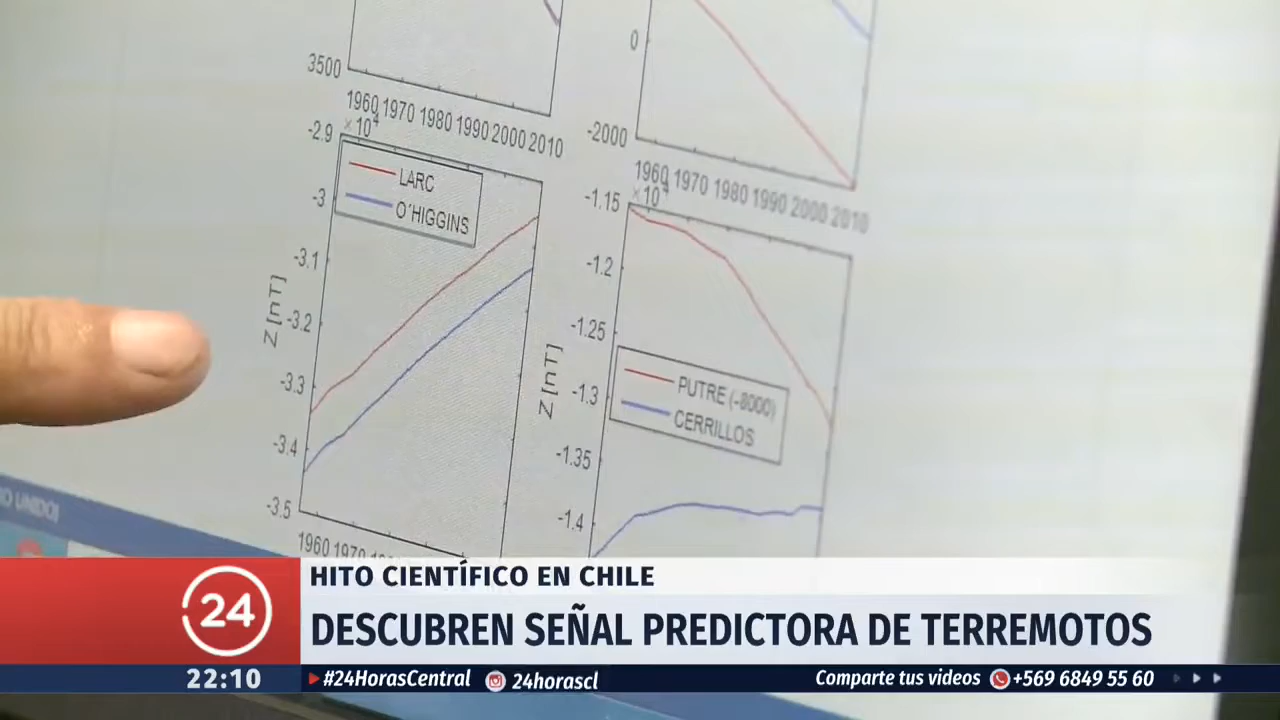 3500
1960 1970 1980 1990 2000 2010
0
-2000
1960 1970 1980 1990 2000 2010
×10⁴
-2.9
-3
-3.1
-3.2
-3.3
-3.4
-3.5
Z [nT]
LARC
O´HIGGINS
1960 1970
×10⁴
-1.15
-1.2
-1.25
-1.3
-1.35
-1.4
Z [nT]
PUTRE (-8000)
CERRILLOS
HITO CIENTÍFICO EN CHILE
24
DESCUBREN SEÑAL PREDICTORA DE TERREMOTOS
22:10
#24HorasCentral
24horascl
Comparte tus videos
+569 6849 55 60